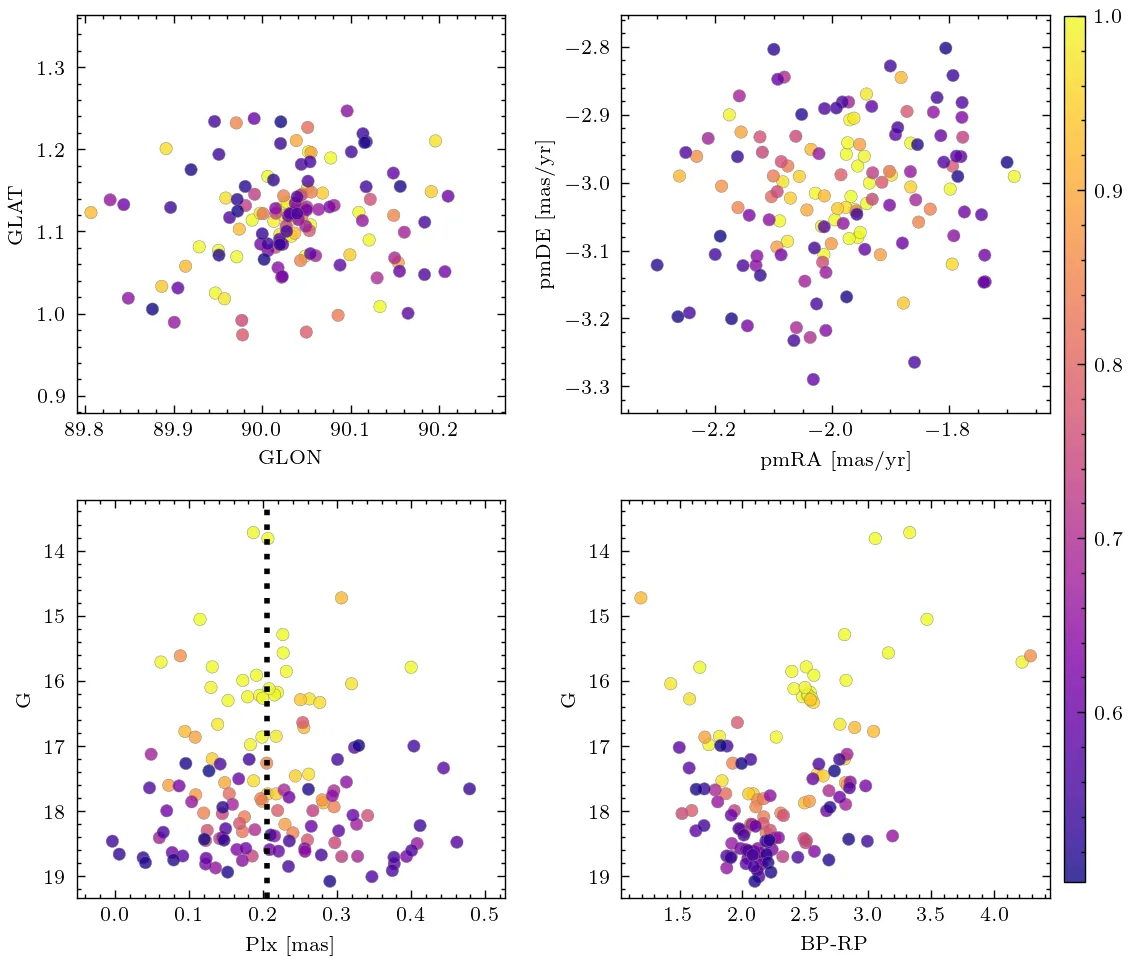 1.3
1.2
1.1
1.0
0.9
GLAT
89.8 89.9 90.0 90.1 90.2
GLON
−2.8
−2.9
−3.0
−3.1
−3.2
−3.3
pmDE [mas/yr]
−2.2 −2.0 −1.8
pmRA [mas/yr]
14
15
16
17
18
19
G
0.0 0.1 0.2 0.3 0.4 0.5
Plx [mas]
14
15
16
17
18
19
G
1.5 2.0 2.5 3.0 3.5 4.0
BP-RP
1.0
0.9
0.8
0.7
0.6